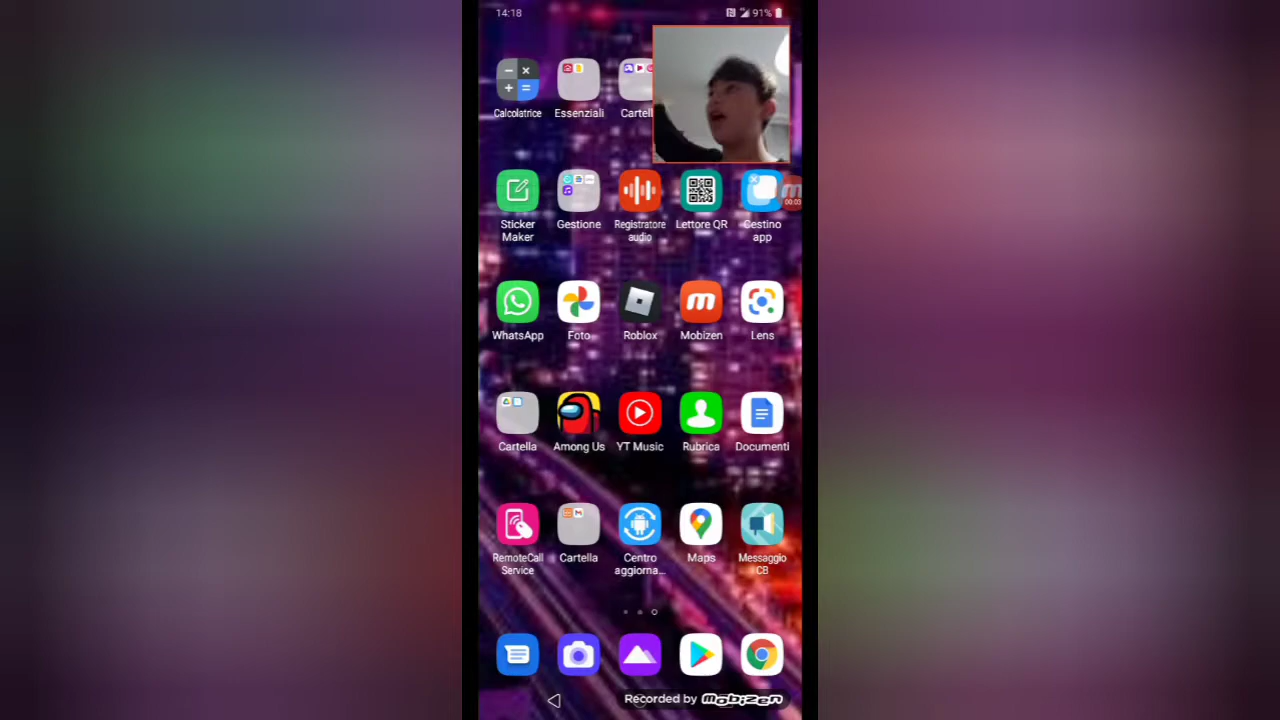 14:18
91%
Calcolatrice
Essenziali
Cartell
00:03
Sticker
Maker
Gestione
Registratore
audio
Lettore QR
Cestino
app
WhatsApp
Foto
Roblox
Mobizen
Lens
Cartella
Among Us
YT Music
Rubrica
Documenti
RemoteCall
Service
Cartella
Centro
aggiorna...
Maps
Messaggio
CB
Recorded by mobizen